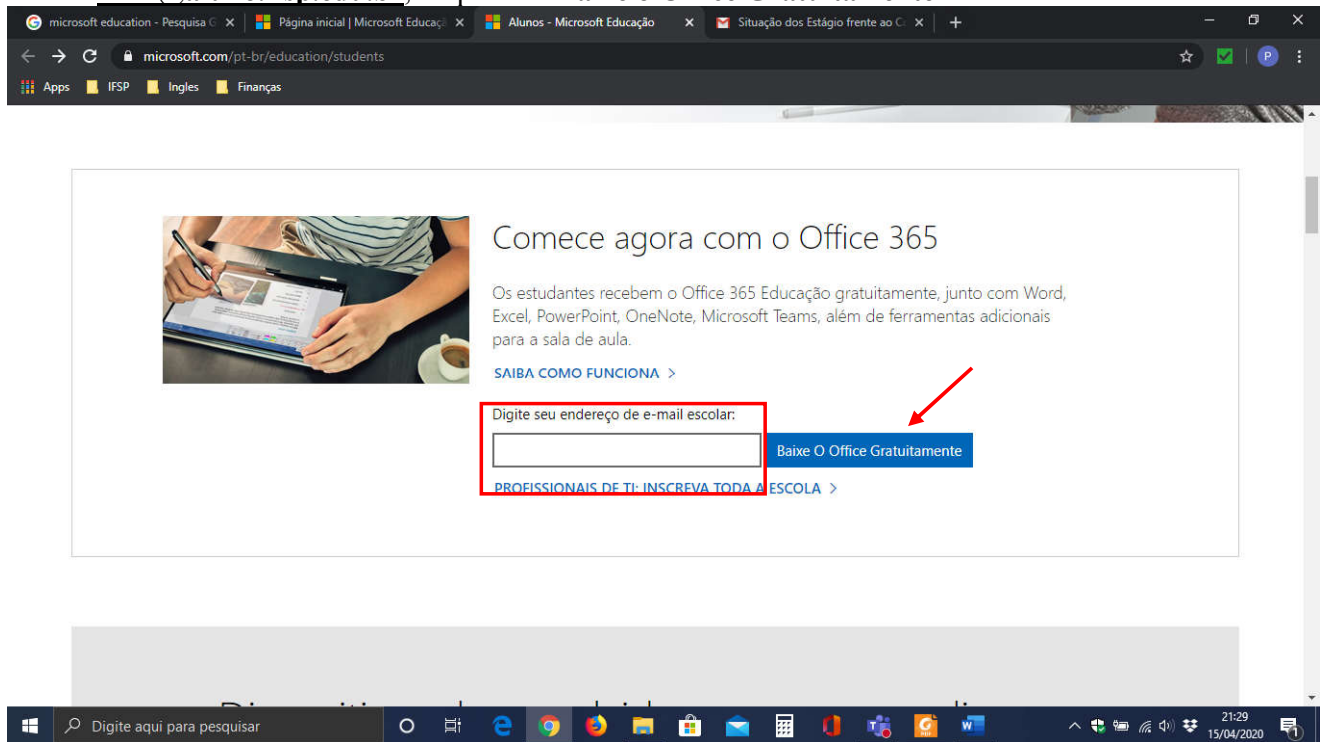 microsoft education - Pesquisa G
Página inicial | Microsoft Educaçã
Alunos - Microsoft Educação
Situação dos Estágio frente ao C
microsoft.com/pt-br/education/students
Apps
IFSP
Ingles
Finanças
Comece agora com o Office 365
Os estudantes recebem o Office 365 Educação gratuitamente, junto com Word,
Excel, PowerPoint, OneNote, Microsoft Teams, além de ferramentas adicionais
para a sala de aula.
SAIBA COMO FUNCIONA >
Digite seu endereço de e-mail escolar:
Baixe O Office Gratuitamente
PROFISSIONAIS DE TI: INSCREVA TODA A ESCOLA >
Digite aqui para pesquisar
21:29
15/04/2020